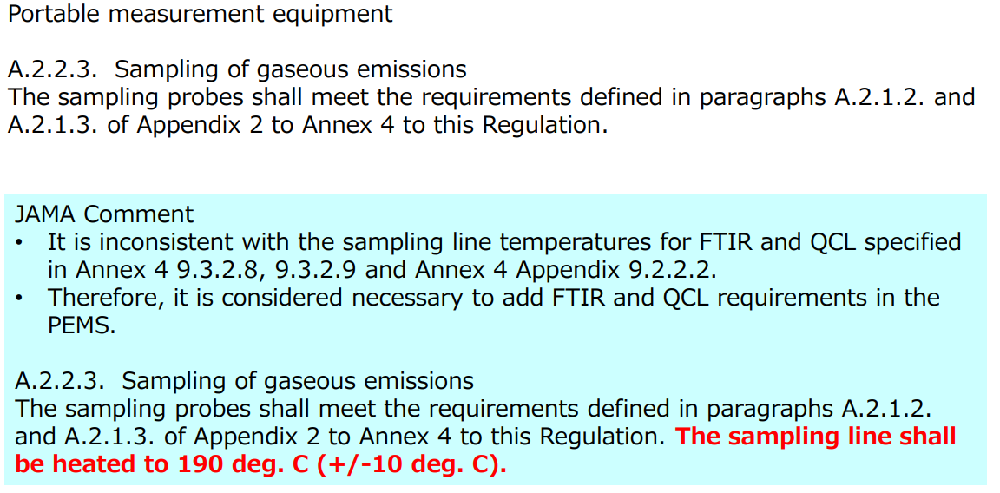 Portable measurement equipment
A.2.2.3.  Sampling of gaseous emissions
The sampling probes shall meet the requirements defined in paragraphs A.2.1.2. and
A.2.1.3. of Appendix 2 to Annex 4 to this Regulation.
JAMA Comment
• It is inconsistent with the sampling line temperatures for FTIR and QCL specified
in Annex 4 9.3.2.8, 9.3.2.9 and Annex 4 Appendix 9.2.2.2.
• Therefore, it is considered necessary to add FTIR and QCL requirements in the
PEMS.
A.2.2.3.  Sampling of gaseous emissions
The sampling probes shall meet the requirements defined in paragraphs A.2.1.2.
and A.2.1.3. of Appendix 2 to Annex 4 to this Regulation. The sampling line shall
be heated to 190 deg. C (+/-10 deg. C).